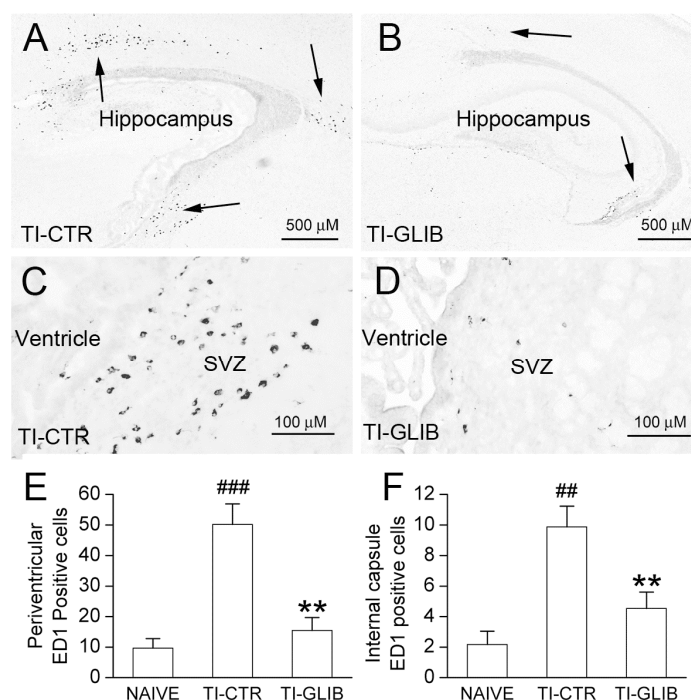 A
Hippocampus
TI-CTR
500 µM
B
Hippocampus
TI-GLIB
500 µM
C
Ventricle
SVZ
TI-CTR
100 µM
D
Ventricle
SVZ
TI-GLIB
100 µM
E
Periventricular
ED1 Positive cells
60
50
40
30
20
10
0
###
**
NAIVE TI-CTR TI-GLIB
F
Internal capsule
ED1 positive cells
12
10
8
6
4
2
0
##
**
NAIVE TI-CTR TI-GLIB